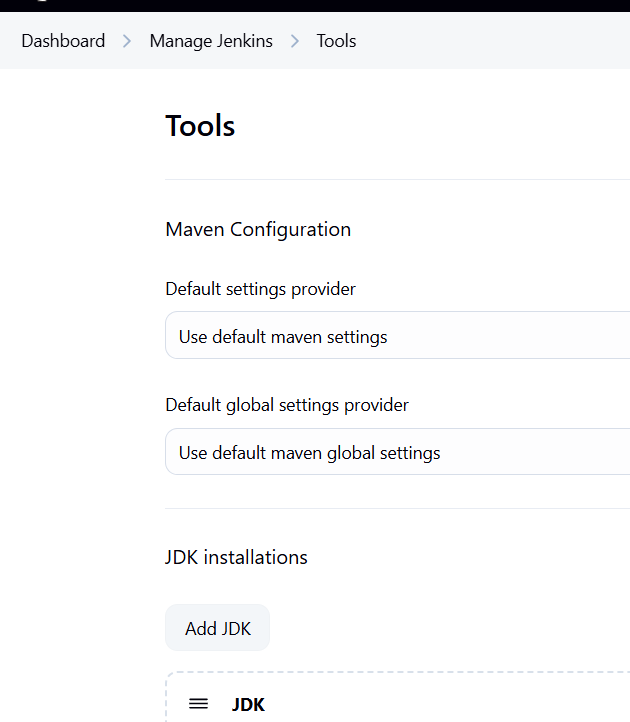 Dashboard > Manage Jenkins > Tools
Tools
Maven Configuration
Default settings provider
Use default maven settings
Default global settings provider
Use default maven global settings
JDK installations
Add JDK
JDK